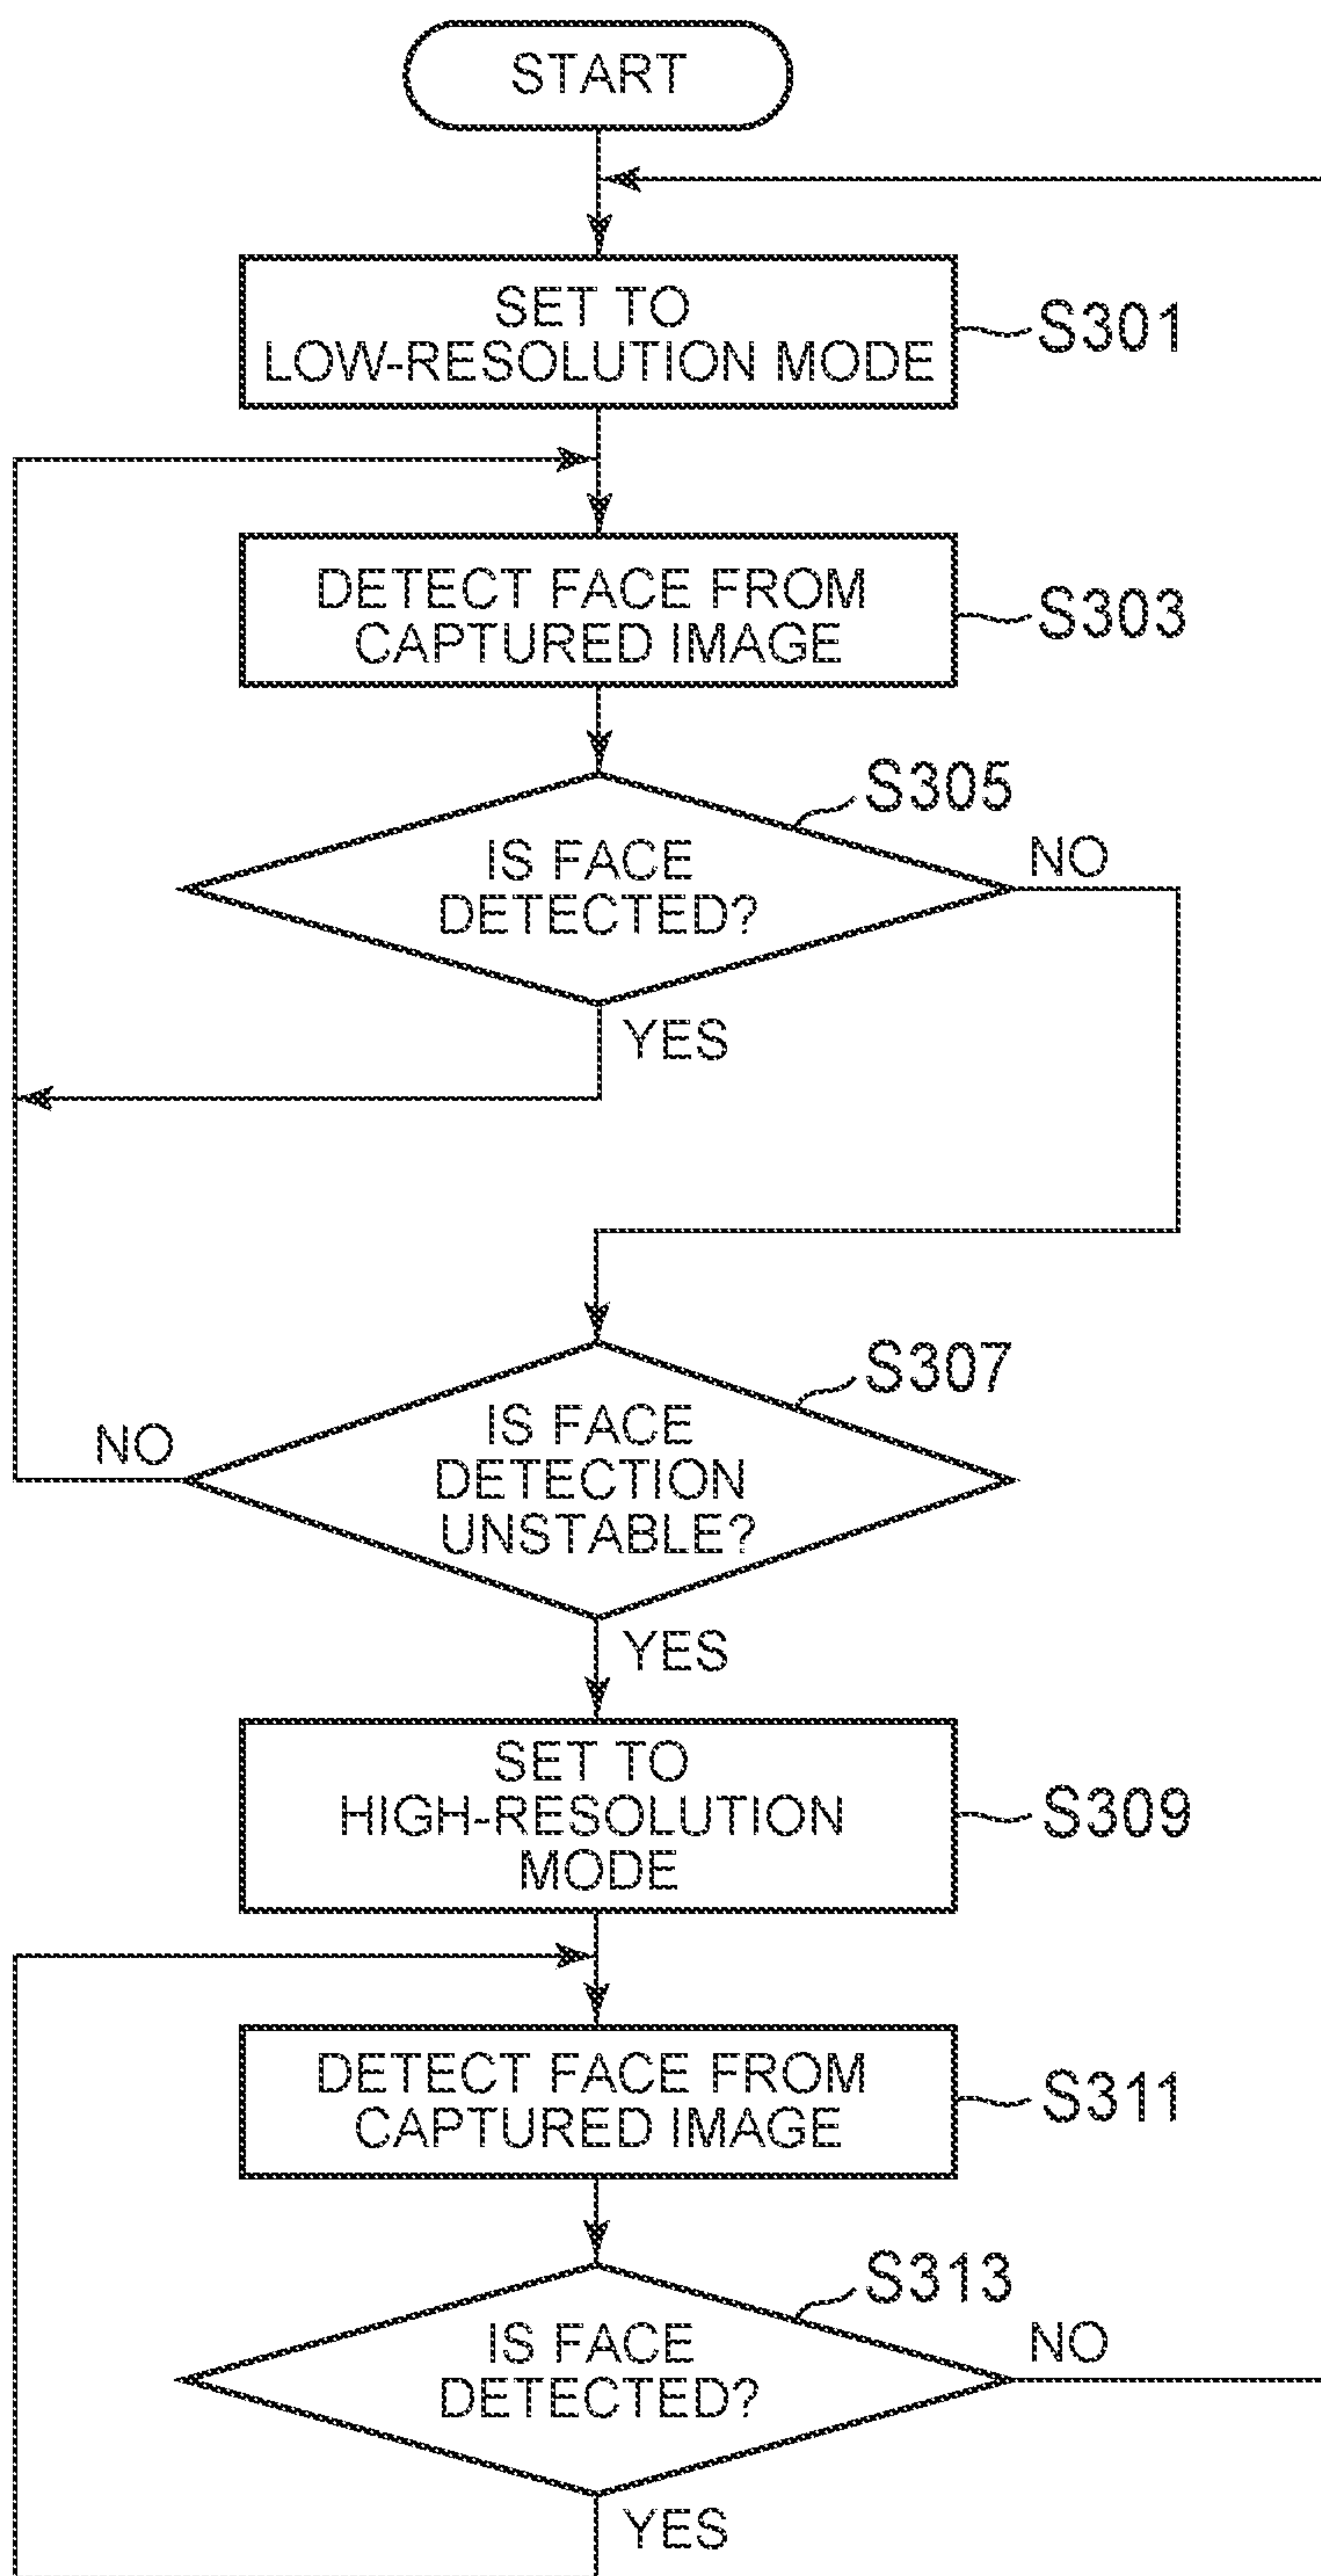 START
SET TO
LOW-RESOLUTION MODE
S301
DETECT FACE FROM
CAPTURED IMAGE
S303
S305
IS FACE
DETECTED?
NO
YES
S307
IS FACE
DETECTION
UNSTABLE?
NO
YES
SET TO
HIGH-RESOLUTION
MODE
S309
DETECT FACE FROM
CAPTURED IMAGE
S311
S313
IS FACE
DETECTED?
NO
YES